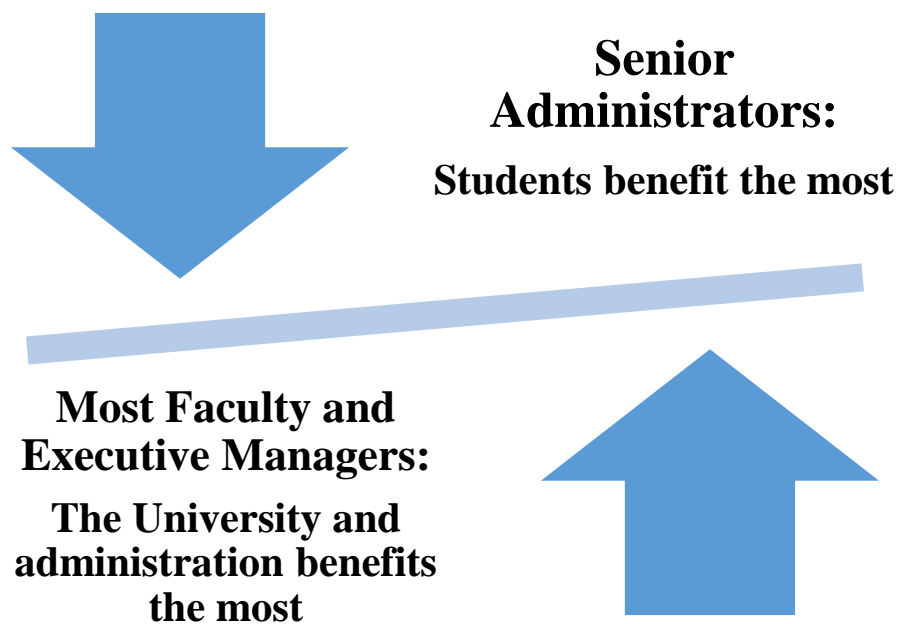 Senior
Administrators:
Students benefit the most
Most Faculty and
Executive Managers:
The University and
administration benefits
the most